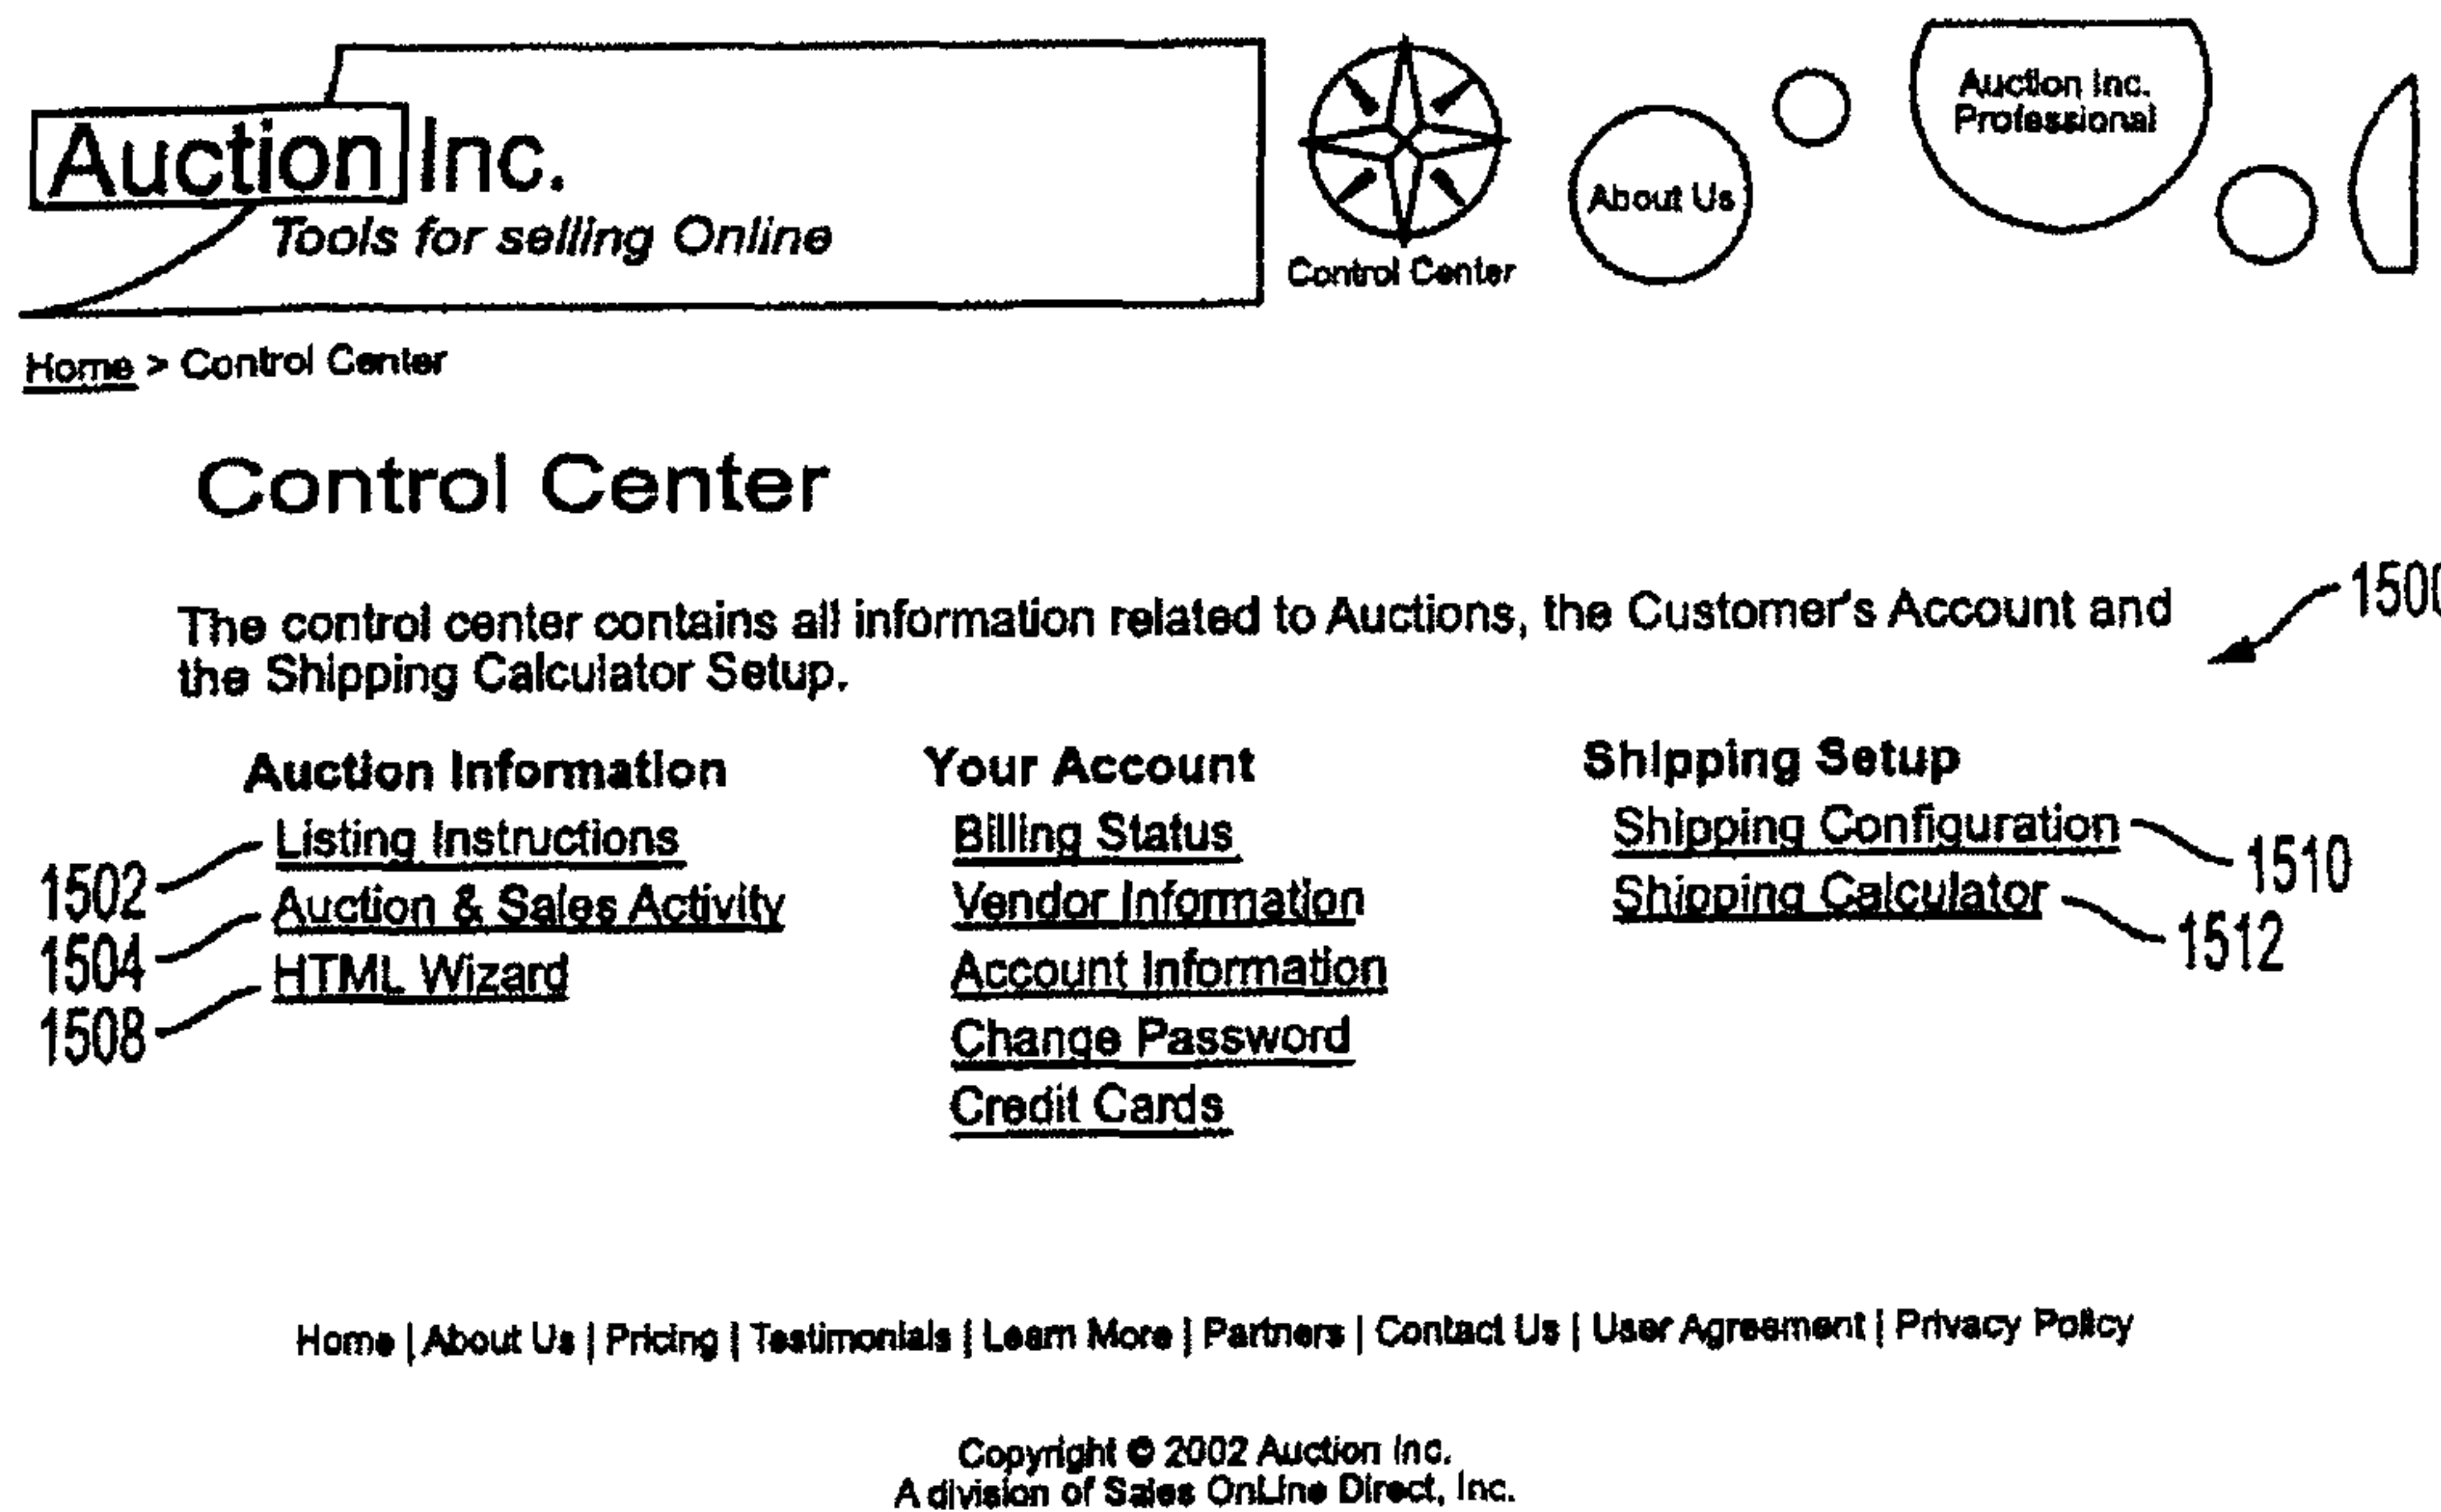 Auction Inc.
Tools for selling Online
Control Center
About Us
Auction Inc.
Professional
Home > Control Center
Control Center
The control center contains all information related to Auctions, the Customer's Account and
the Shipping Calculator Setup.
1500
Auction Information
Listing Instructions
Auction & Sales Activity
HTML Wizard
1502
1504
1508
Your Account
Billing Status
Vendor Information
Account Information
Change Password
Credit Cards
Shipping Setup
Shipping Configuration
Shipping Calculator
1510
1512
Home | About Us | Pricing | Testimonials | Learn More | Partners | Contact Us | User Agreement | Privacy Policy
Copyright © 2002 Auction Inc.
A division of Sales OnLine Direct, Inc.